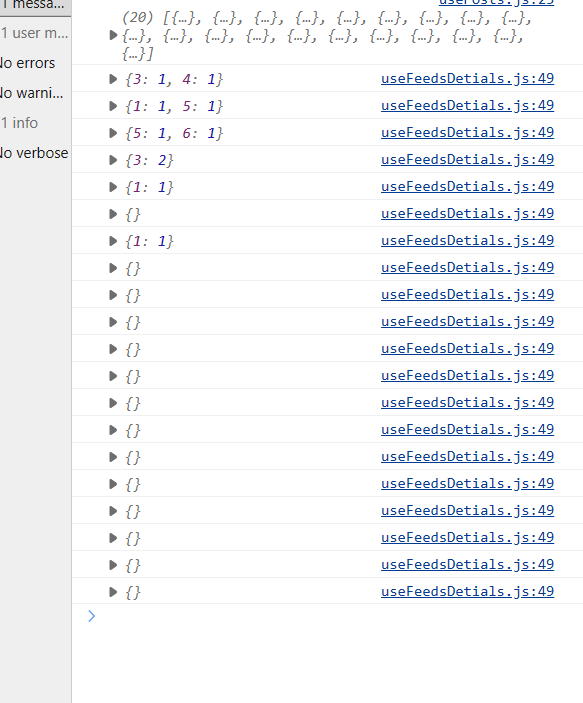 1 messa...
1 user m...
No errors
No warni...
1 info
No verbose
usePosts.js:25
(20) [{…}, {…}, {…}, {…}, {…}, {…}, {…}, {…}, {…},
{…}, {…}, {…}, {…}, {…}, {…}, {…}, {…}, {…}, {…},
{…}]
{3: 1, 4: 1} useFeedsDetials.js:49
{1: 1, 5: 1} useFeedsDetials.js:49
{5: 1, 6: 1} useFeedsDetials.js:49
{3: 2} useFeedsDetials.js:49
{1: 1} useFeedsDetials.js:49
{} useFeedsDetials.js:49
{1: 1} useFeedsDetials.js:49
{} useFeedsDetials.js:49
{} useFeedsDetials.js:49
{} useFeedsDetials.js:49
{} useFeedsDetials.js:49
{} useFeedsDetials.js:49
{} useFeedsDetials.js:49
{} useFeedsDetials.js:49
{} useFeedsDetials.js:49
{} useFeedsDetials.js:49
{} useFeedsDetials.js:49
{} useFeedsDetials.js:49
{} useFeedsDetials.js:49
{} useFeedsDetials.js:49